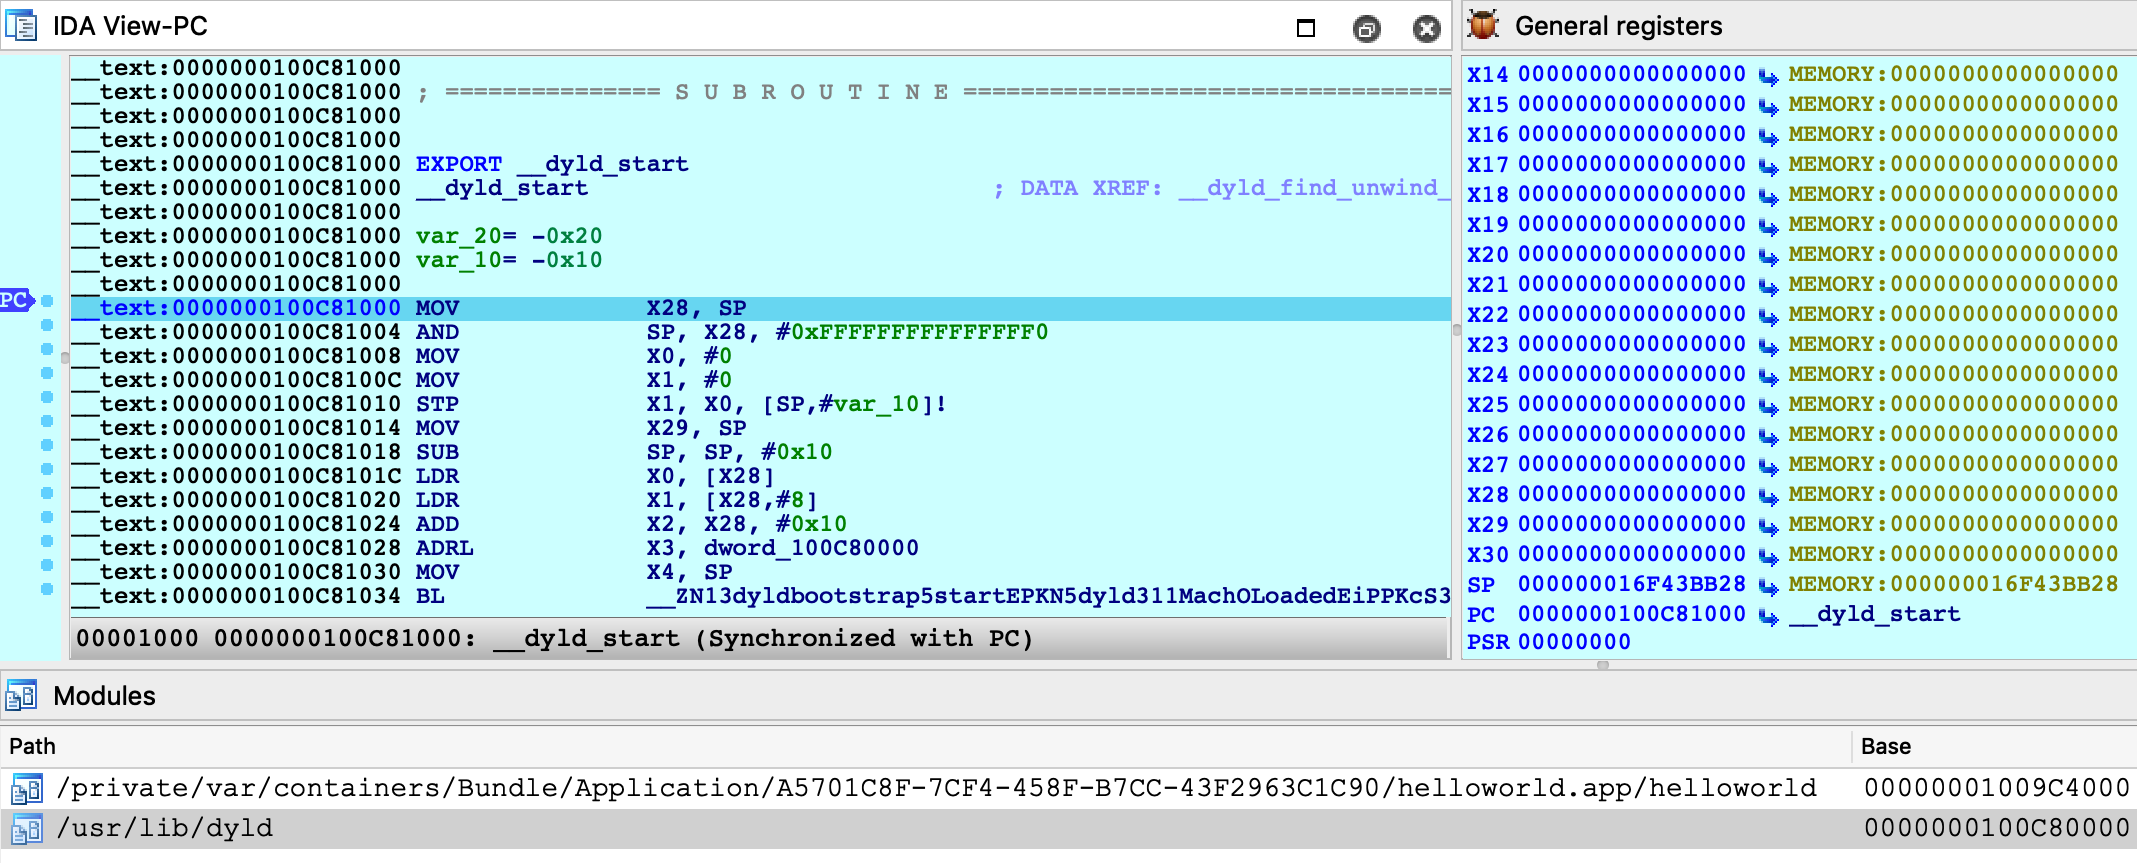 IDA View-PC
__text:0000000100C81000
__text:0000000100C81000 ; =============== S U B R O U T I N E ==================================
__text:0000000100C81000
__text:0000000100C81000
__text:0000000100C81000 EXPORT __dyld_start
__text:0000000100C81000 __dyld_start ; DATA XREF: __dyld_find_unwind_
__text:0000000100C81000
__text:0000000100C81000 var_20= -0x20
__text:0000000100C81000 var_10= -0x10
__text:0000000100C81000
PC
__text:0000000100C81000 MOV X28, SP
__text:0000000100C81004 AND SP, X28, #0xFFFFFFFFFFFFFFF0
__text:0000000100C81008 MOV X0, #0
__text:0000000100C8100C MOV X1, #0
__text:0000000100C81010 STP X1, X0, [SP,#var_10]!
__text:0000000100C81014 MOV X29, SP
__text:0000000100C81018 SUB SP, SP, #0x10
__text:0000000100C8101C LDR X0, [X28]
__text:0000000100C81020 LDR X1, [X28,#8]
__text:0000000100C81024 ADD X2, X28, #0x10
__text:0000000100C81028 ADRL X3, dword_100C80000
__text:0000000100C81030 MOV X4, SP
__text:0000000100C81034 BL __ZN13dyldbootstrap5startEPKN5dyld311MachOLoadedEiPPKcS3
00001000 0000000100C81000: __dyld_start (Synchronized with PC)
General registers
X14 0000000000000000 MEMORY:0000000000000000
X15 0000000000000000 MEMORY:0000000000000000
X16 0000000000000000 MEMORY:0000000000000000
X17 0000000000000000 MEMORY:0000000000000000
X18 0000000000000000 MEMORY:0000000000000000
X19 0000000000000000 MEMORY:0000000000000000
X20 0000000000000000 MEMORY:0000000000000000
X21 0000000000000000 MEMORY:0000000000000000
X22 0000000000000000 MEMORY:0000000000000000
X23 0000000000000000 MEMORY:0000000000000000
X24 0000000000000000 MEMORY:0000000000000000
X25 0000000000000000 MEMORY:0000000000000000
X26 0000000000000000 MEMORY:0000000000000000
X27 0000000000000000 MEMORY:0000000000000000
X28 0000000000000000 MEMORY:0000000000000000
X29 0000000000000000 MEMORY:0000000000000000
X30 0000000000000000 MEMORY:0000000000000000
SP 000000016F43BB28 MEMORY:000000016F43BB28
PC 0000000100C81000 __dyld_start
PSR 00000000
Modules
Path Base
/private/var/containers/Bundle/Application/A5701C8F-7CF4-458F-B7CC-43F2963C1C90/helloworld.app/helloworld 00000001009C4000
/usr/lib/dyld 0000000100C80000